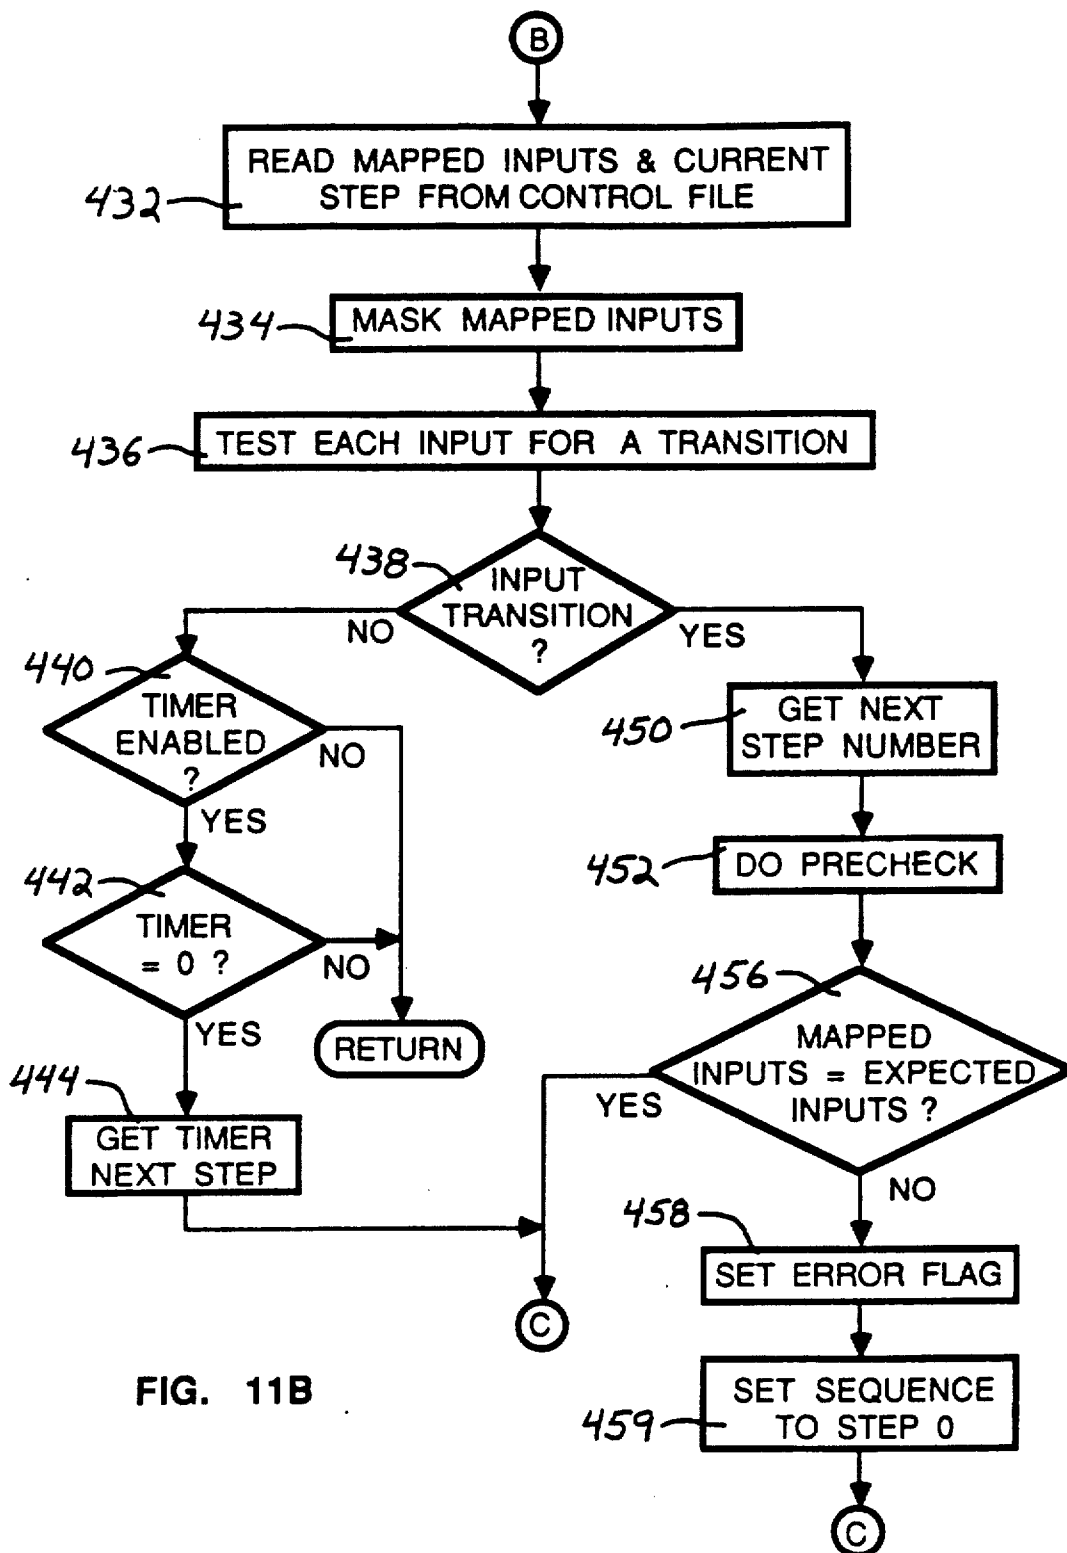 B
READ MAPPED INPUTS & CURRENT
STEP FROM CONTROL FILE
432
MASK MAPPED INPUTS
434
TEST EACH INPUT FOR A TRANSITION
436
438
INPUT
TRANSITION
?
NO
YES
440
TIMER
ENABLED
?
NO
YES
442
TIMER
= 0 ?
NO
YES
RETURN
444
GET TIMER
NEXT STEP
450
GET NEXT
STEP NUMBER
452
DO PRECHECK
456
MAPPED
INPUTS = EXPECTED
INPUTS ?
YES
NO
C
458
SET ERROR FLAG
459
SET SEQUENCE
TO STEP 0
C
FIG. 11B